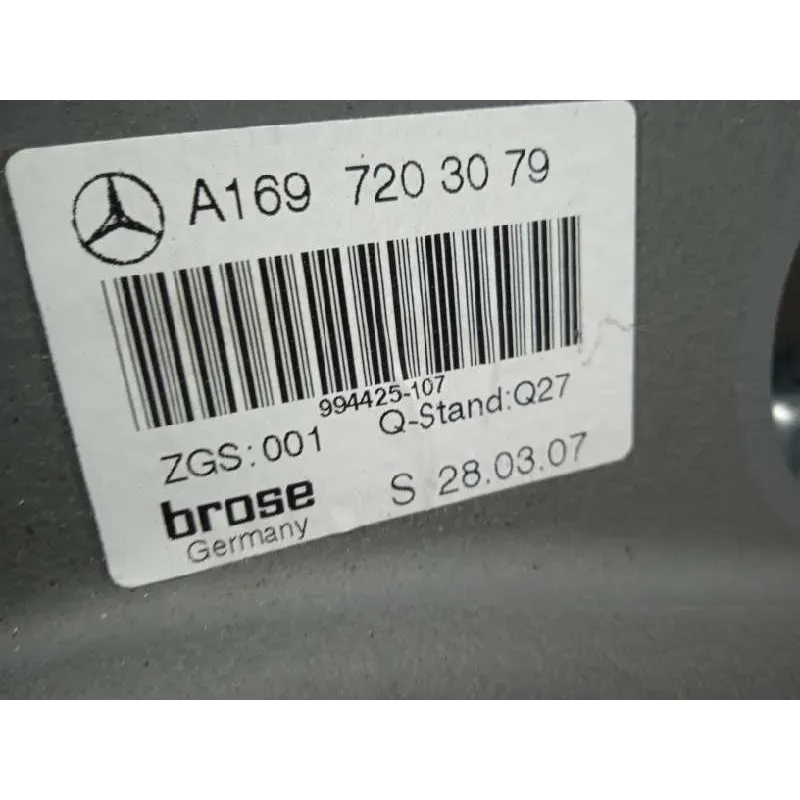 A169 720 30 79
994425-107
ZGS:001 Q-Stand:Q27
brose S 28.03.07
Germany